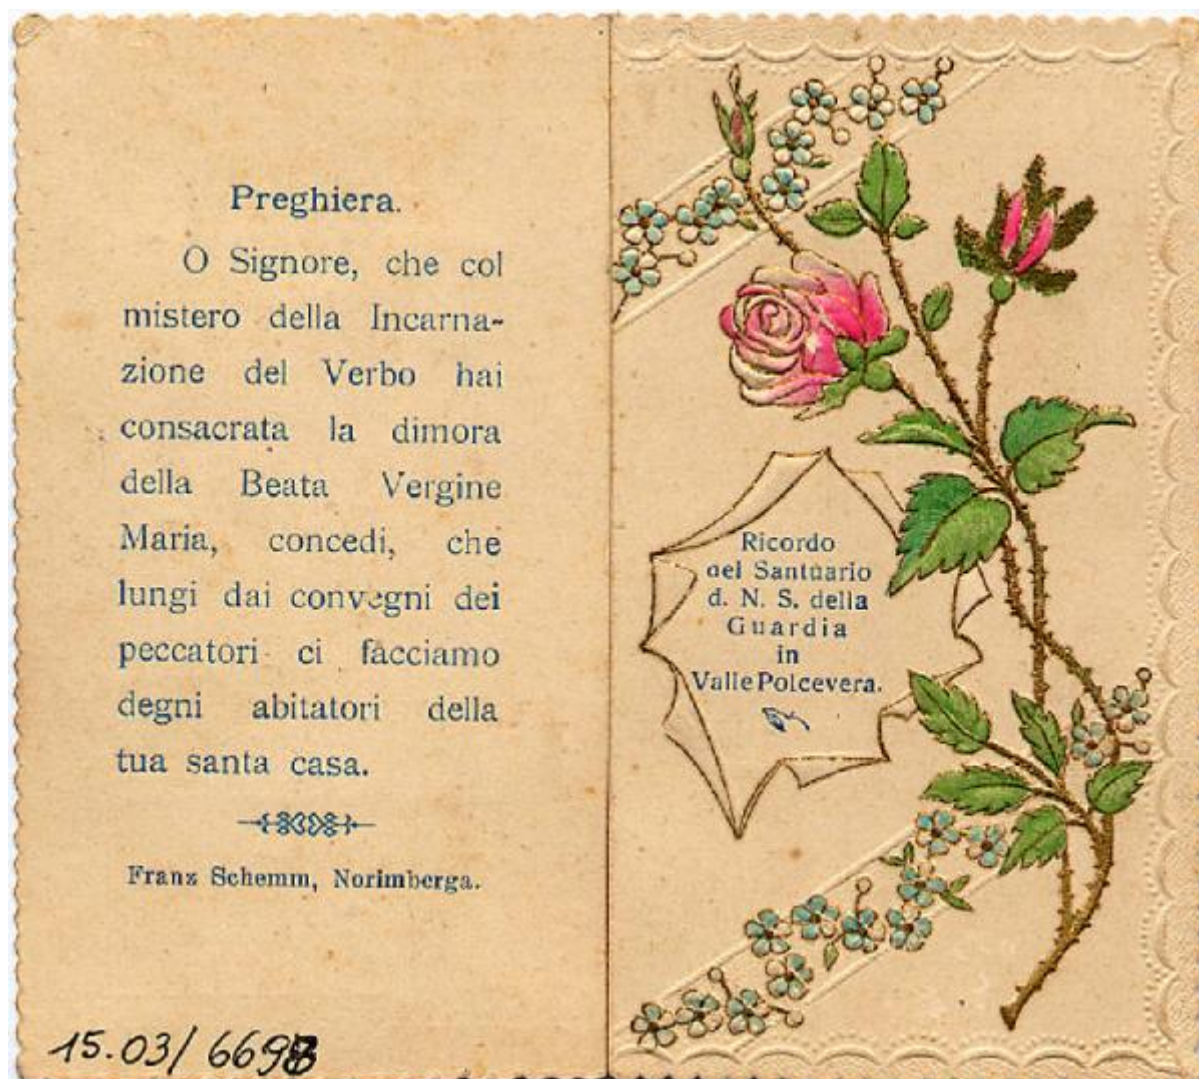 Preghiera.
O Signore, che col
mistero della Incarna-
zione del Verbo hai
consacrata la dimora
della Beata Vergine
Maria, concedi, che
lungi dai convegni dei
peccatori ci facciamo
degni abitatori della
tua santa casa.
Franz Schemm, Norimberga.
15.03/ 6698
Ricordo
del Santuario
d. N. S. della
Guardia
in
Valle Polcevera.